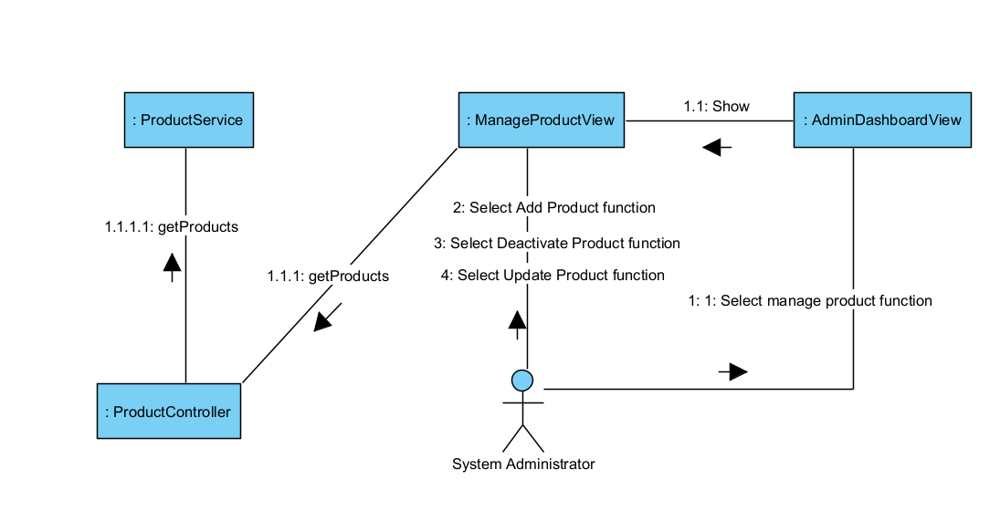 1.1: Show
: ProductService
: ManageProductView
: AdminDashboardView
2: Select Add Product function
1.1.1.1: getProducts
3: Select Deactivate Product function
1.1.1: getProducts
4: Select Update Product function
1: 1: Select manage product function
: ProductController
System Administrator